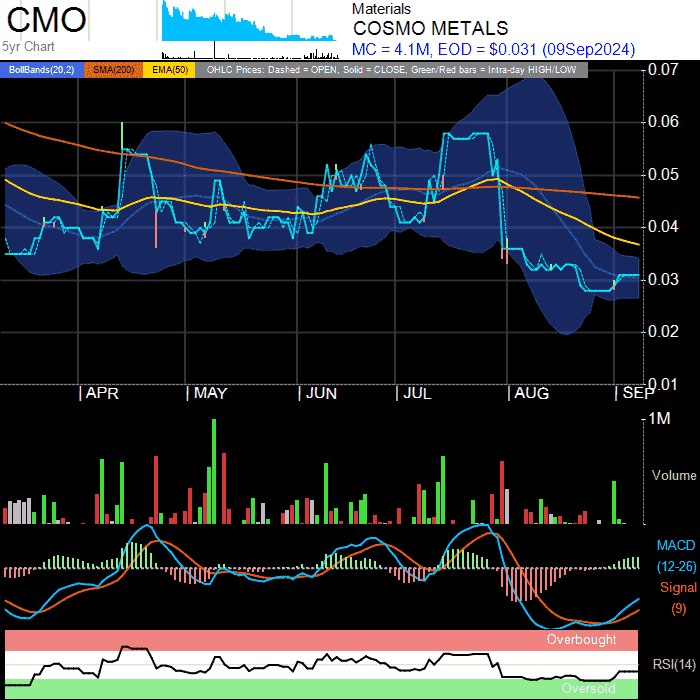 CMO
5yr Chart
Materials
COSMO METALS
MC = 4.1M, EOD = $0.031 (09Sep2024)
BollBands(20,2) SMA(200) EMA(50) OHLC Prices: Dashed = OPEN, Solid = CLOSE, Green/Red bars = Intra-day HIGH/LOW
0.07
0.06
0.05
0.04
0.03
0.02
0.01
APR MAY JUN JUL AUG SEP
1M
Volume
MACD
(12-26)
Signal
(9)
Overbought
RSI(14)
Oversold